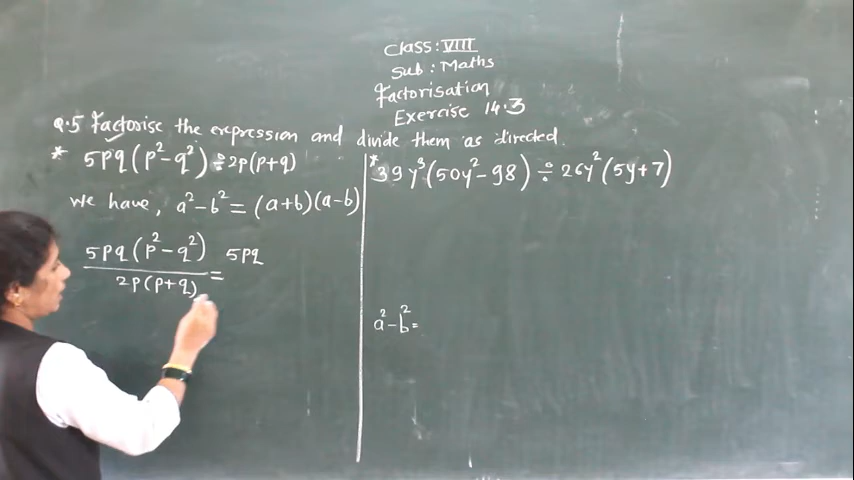 Class: VIII
Sub : Maths
Factorisation
Exercise 14.3
Q.5 Factorise the expression and divide them as directed.
* 5pq(p²-q²) ÷ 2p(p+q)
we have, a²-b² = (a+b)(a-b)
5pq(p²-q²) = 5pq
2p(p+q)
* 39y³(50y²-98) ÷ 26y²(5y+7)
a²-b²=